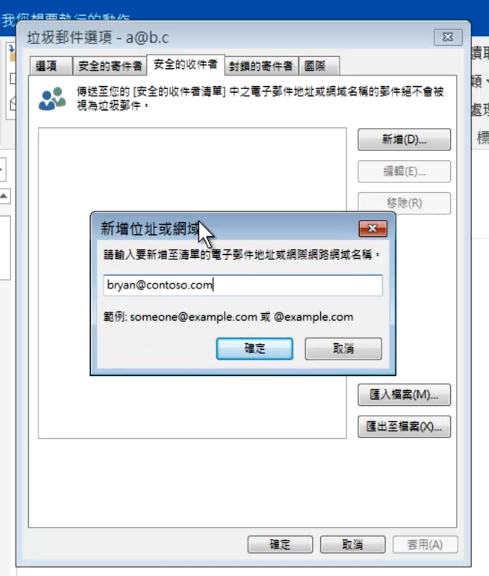 我您想要執行的動作
垃圾郵件選項 - a@b.c
選項
安全的寄件者
安全的收件者
封鎖的寄件者
國際
傳送至您的 [安全的收件者清單] 中之電子郵件地址或網域名稱的郵件絕不會被
視為垃圾郵件。
新增(D)...
編輯(E)...
移除(R)
新增位址或網域
請輸入要新增至清單的電子郵件地址或網際網路網域名稱。
bryan@contoso.com
範例: someone@example.com 或 @example.com
確定
取消
匯入檔案(M)...
匯出至檔案(X)...
確定
取消
套用(A)
讀取
類
處理
標